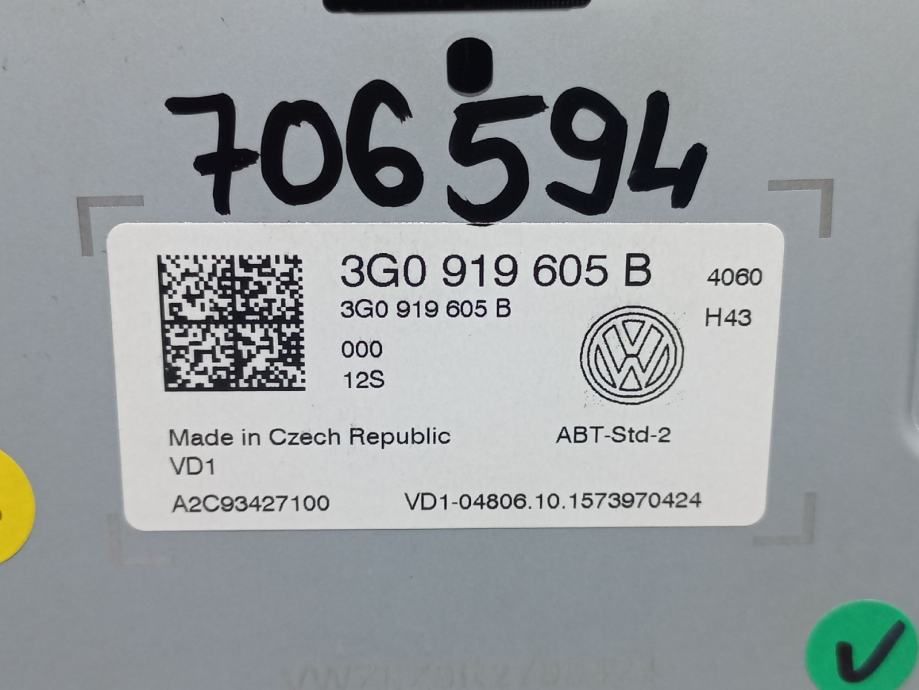 706594
3G0 919 605 B
4060
3G0 919 605 B
H43
000
12S
Made in Czech Republic
ABT-Std-2
VD1
A2C93427100
VD1-04806.10.1573970424